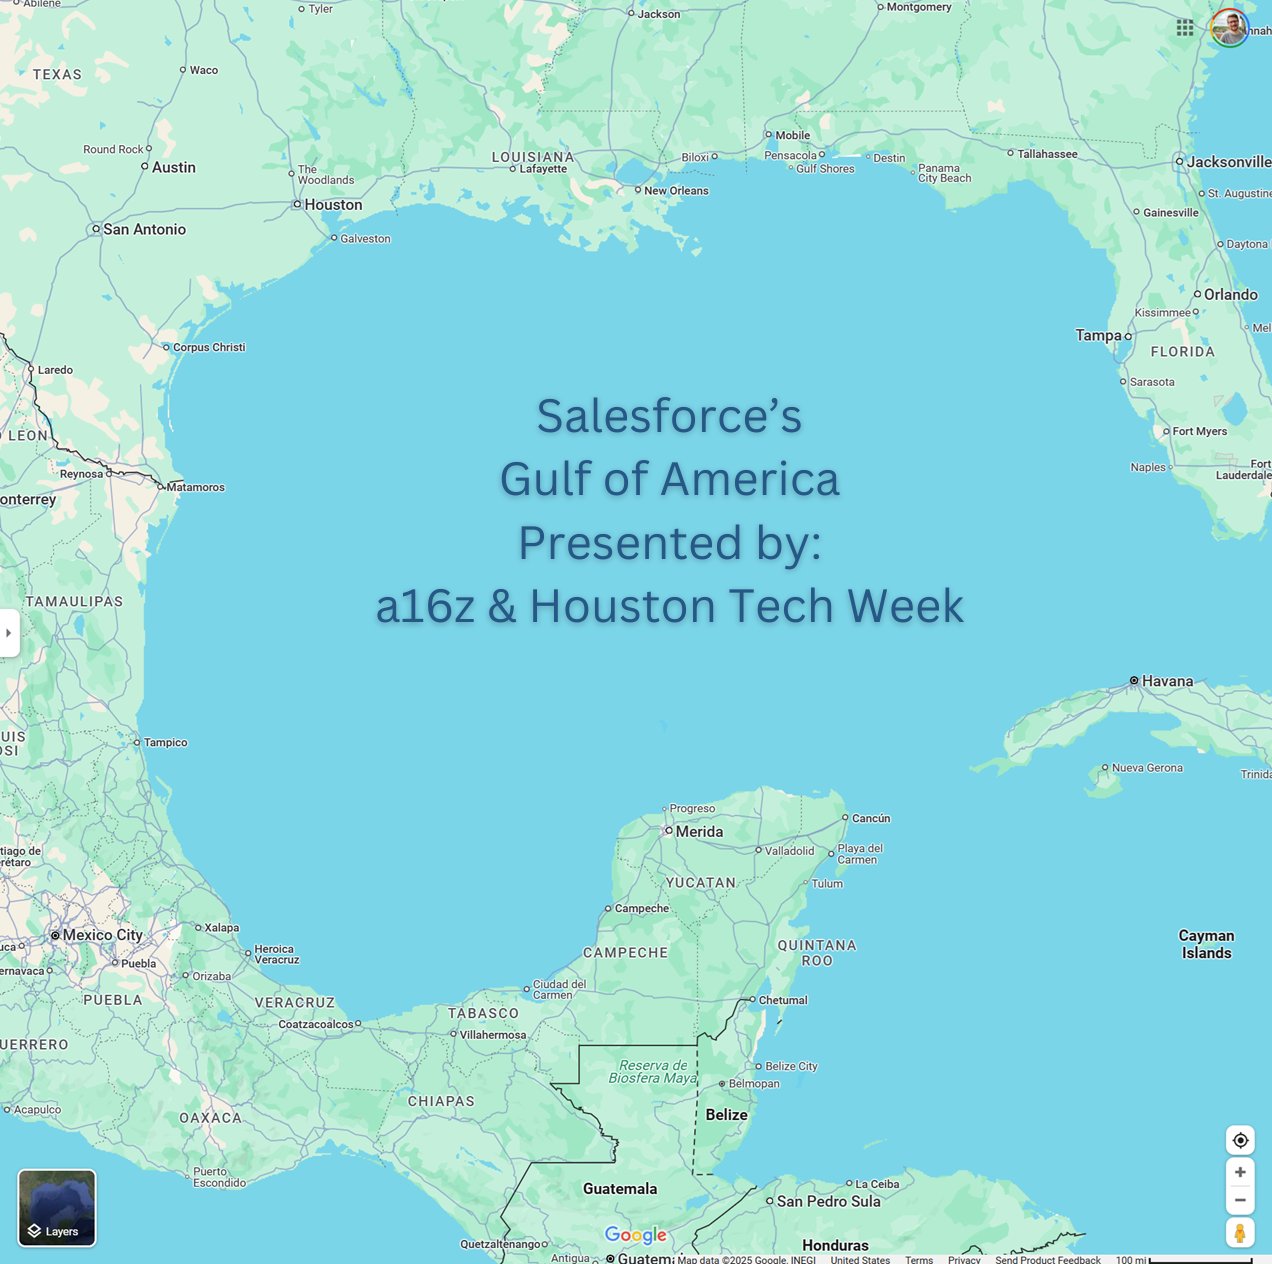 Abilene
Tyler
Jackson
Montgomery
TEXAS
Waco
Round Rock
Austin
The
Woodlands
Houston
San Antonio
Galveston
LOUISIANA
Lafayette
New Orleans
Biloxi
Mobile
Pensacola
Gulf Shores
Destin
Panama
City Beach
Tallahassee
Jacksonville
St. Augustine
Gainesville
Daytona
Orlando
Kissimmee
Mel
Tampa
FLORIDA
Sarasota
Fort Myers
Naples
Fort
Lauderdale
Corpus Christi
Laredo
O LEON
Reynosa
Matamoros
onterrey
Salesforce’s
Gulf of America
Presented by:
a16z & Houston Tech Week
TAMAULIPAS
Havana
Nueva Gerona
Trinida
UIS
OSI
Tampico
Progreso
Merida
Cancún
Valladolid
Playa del
Carmen
YUCATAN
Tulum
Campeche
CAMPECHE
QUINTANA
ROO
Cayman
Islands
tiago de
erétaro
Mexico City
Xalapa
Heroica
Veracruz
uca
Puebla
ernavaca
Orizaba
PUEBLA
VERACRUZ
Ciudad del
Carmen
Chetumal
TABASCO
Coatzacoalcos
Villahermosa
UERRERO
Reserva de
Biosfera Maya
Belize City
Belmopan
Belize
Acapulco
OAXACA
CHIAPAS
Puerto
Escondido
Guatemala
La Ceiba
San Pedro Sula
Layers
Google
Quetzaltenango
Honduras
Antigua
Guatem
Map data ©2025 Google, INEGI United States Terms Privacy Send Product Feedback 100 mi